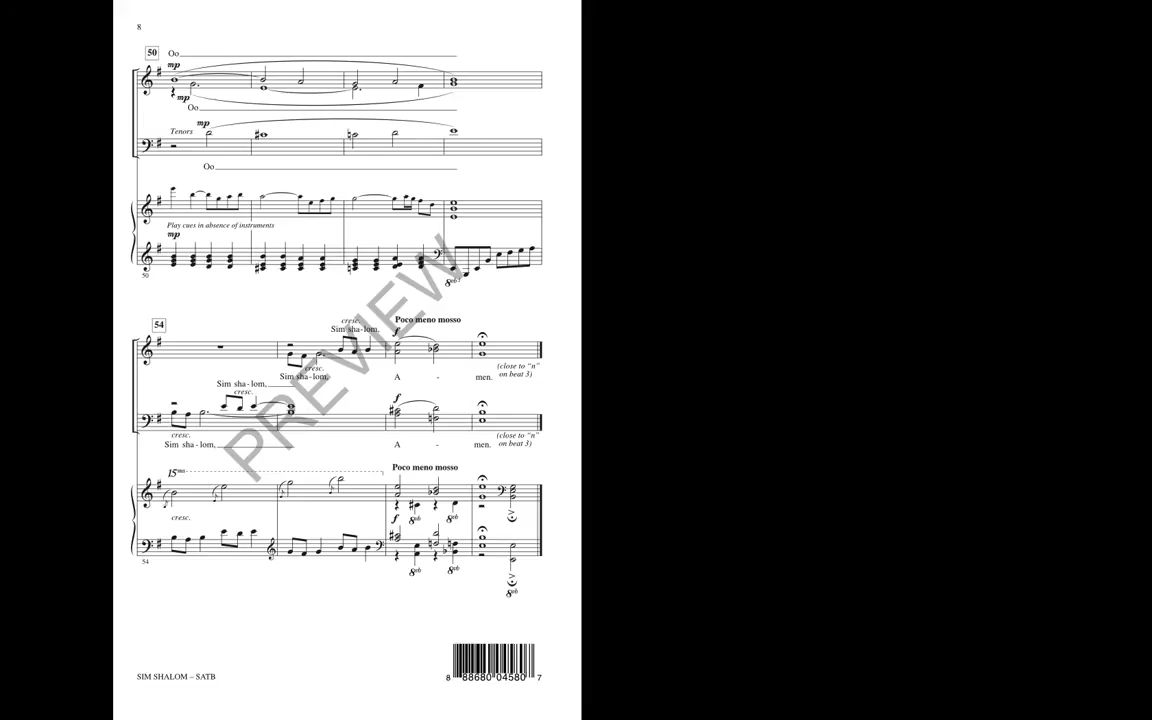 8
50
Oo
mp
mp
Oo
mp
Tenors
Oo
Play cues in absence of instruments
mp
50
8vb
54
Poco meno mosso
cresc.
Sim sha - lom.
f
cresc.
Sim sha - lom,
A - men.
(close to "n"
on beat 3)
Sim sha - lom,
cresc.
f
cresc.
Sim sha - lom,
A - men.
(close to "n"
on beat 3)
15ma
Poco meno mosso
cresc.
f
8vb
8vb
8vb
8vb
54
8vb
PREVIEW
SIM SHALOM – SATB
8 88680 04580 7